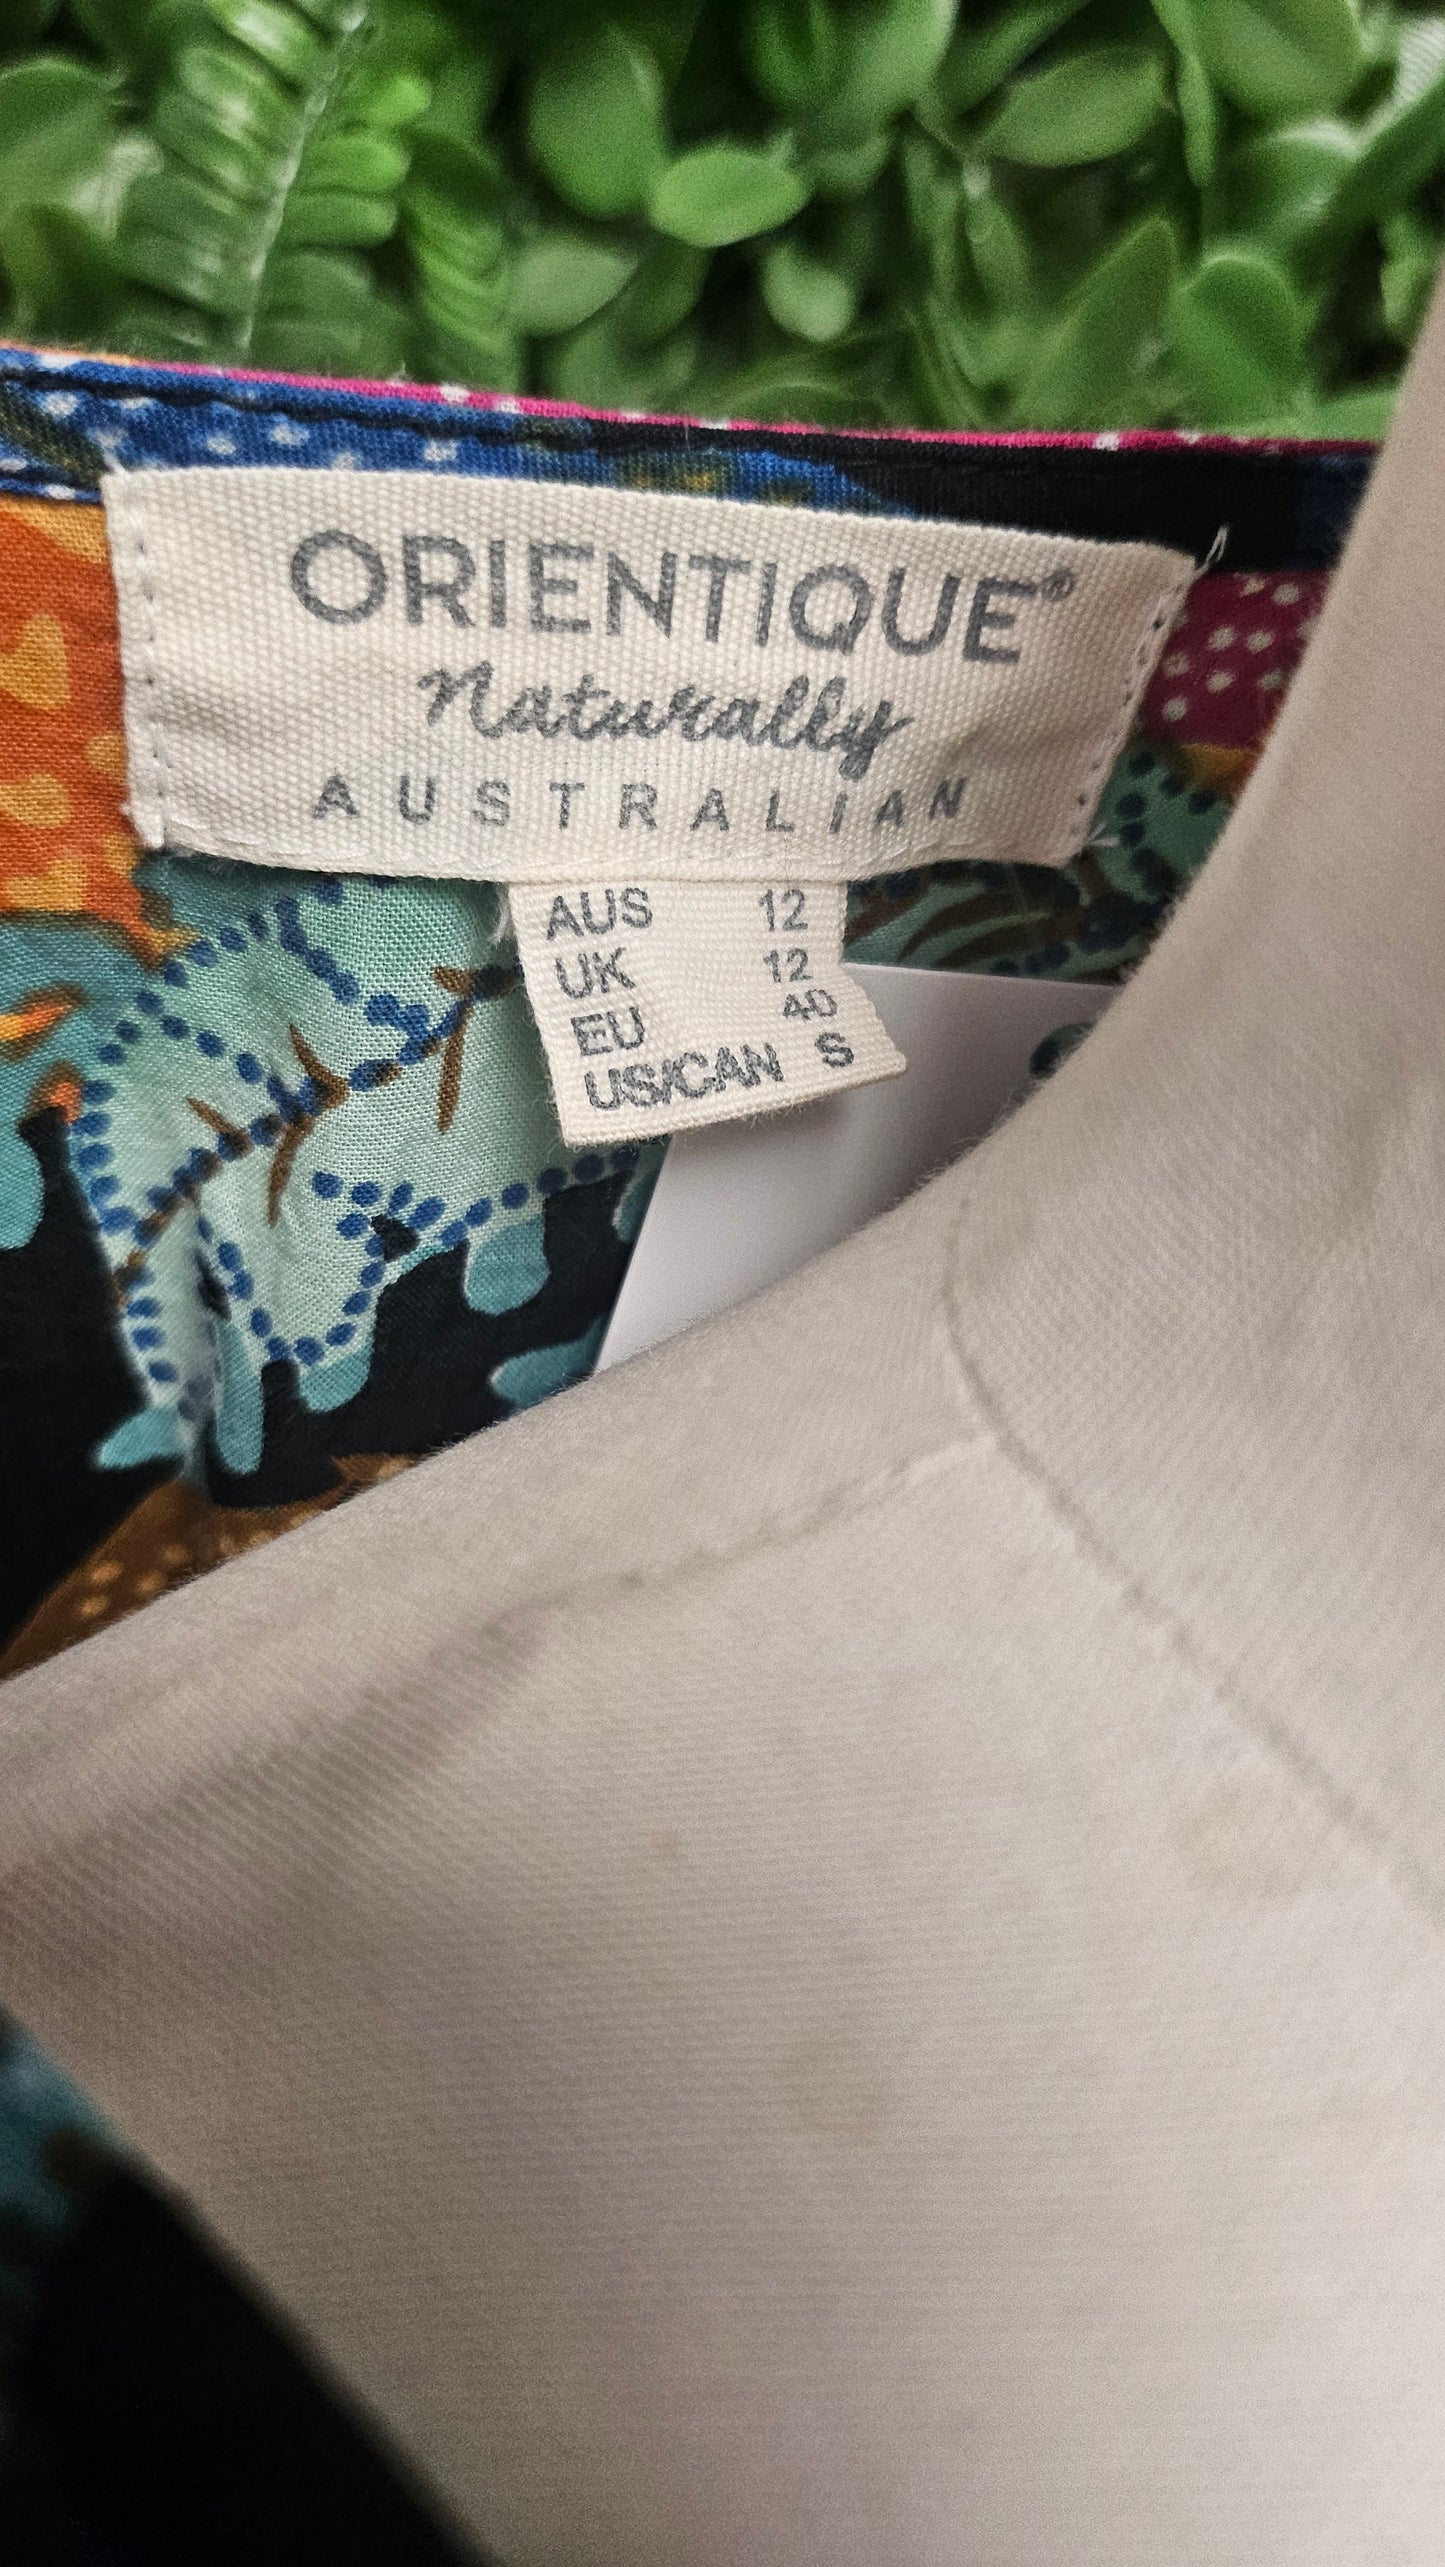 ORIENTIQUE®
Naturally
AUSTRALIAN
AUS 12
UK 12
EU 40
US/CAN S